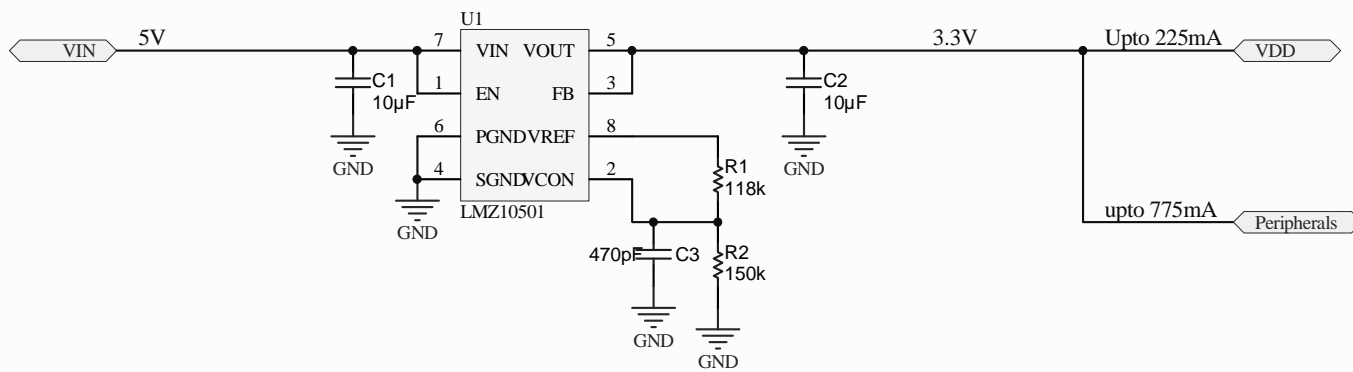 U1
VIN
5V
7
VIN
VOUT
5
3.3V
Upto 225mA
VDD
C1
10µF
1
EN
FB
3
C2
10µF
GND
6
PGND
VREF
8
GND
R1
118k
4
SGND
VCON
2
LMZ10501
GND
upto 775mA
Peripherals
470pF
C3
R2
150k
GND
GND